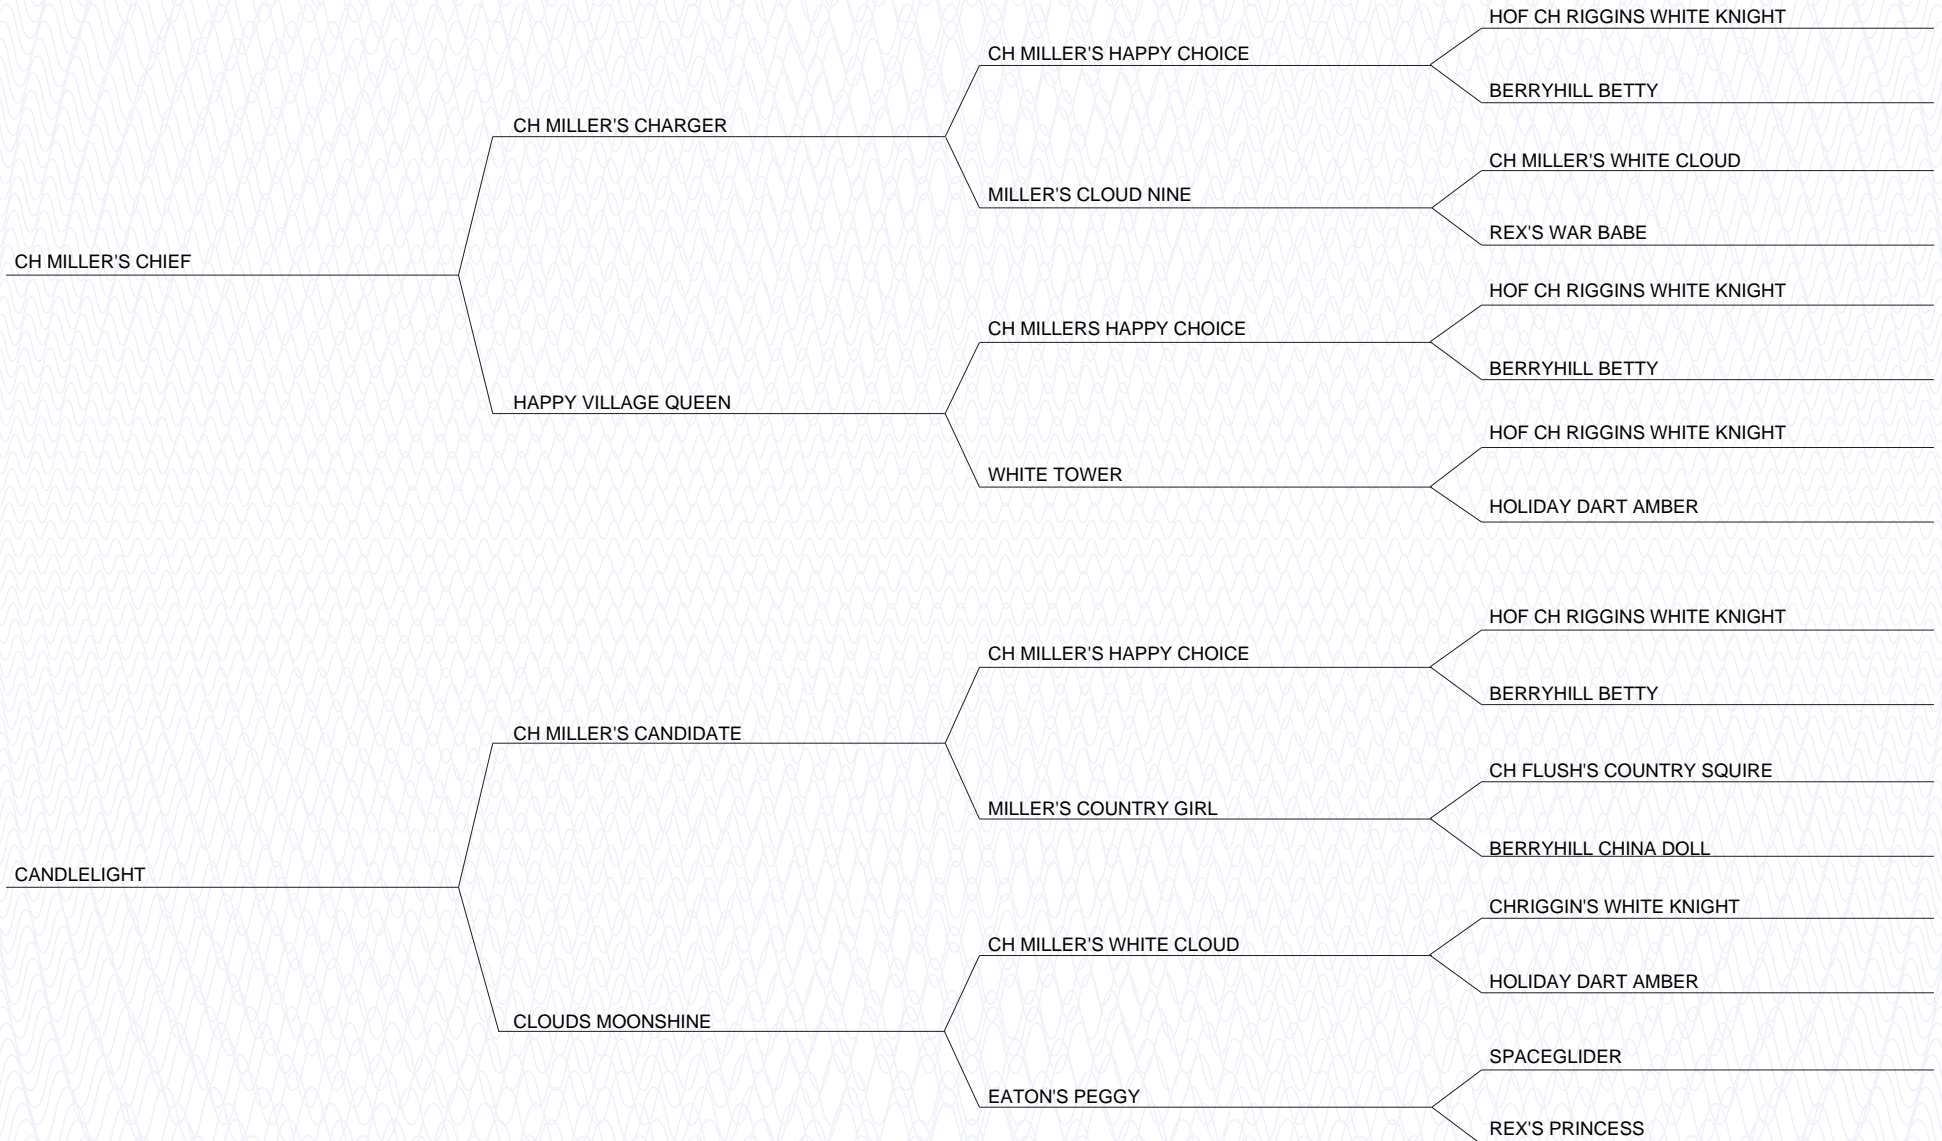 HOF CH RIGGINS WHITE KNIGHT
CH MILLER'S HAPPY CHOICE
BERRYHILL BETTY
CH MILLER'S CHARGER
CH MILLER'S WHITE CLOUD
MILLER'S CLOUD NINE
REX'S WAR BABE
CH MILLER'S CHIEF
HOF CH RIGGINS WHITE KNIGHT
CH MILLERS HAPPY CHOICE
BERRYHILL BETTY
HAPPY VILLAGE QUEEN
HOF CH RIGGINS WHITE KNIGHT
WHITE TOWER
HOLIDAY DART AMBER
HOF CH RIGGINS WHITE KNIGHT
CH MILLER'S HAPPY CHOICE
BERRYHILL BETTY
CH MILLER'S CANDIDATE
CH FLUSH'S COUNTRY SQUIRE
MILLER'S COUNTRY GIRL
BERRYHILL CHINA DOLL
CANDLELIGHT
CHRIGGIN'S WHITE KNIGHT
CH MILLER'S WHITE CLOUD
HOLIDAY DART AMBER
CLOUDS MOONSHINE
SPACEGLIDER
EATON'S PEGGY
REX'S PRINCESS